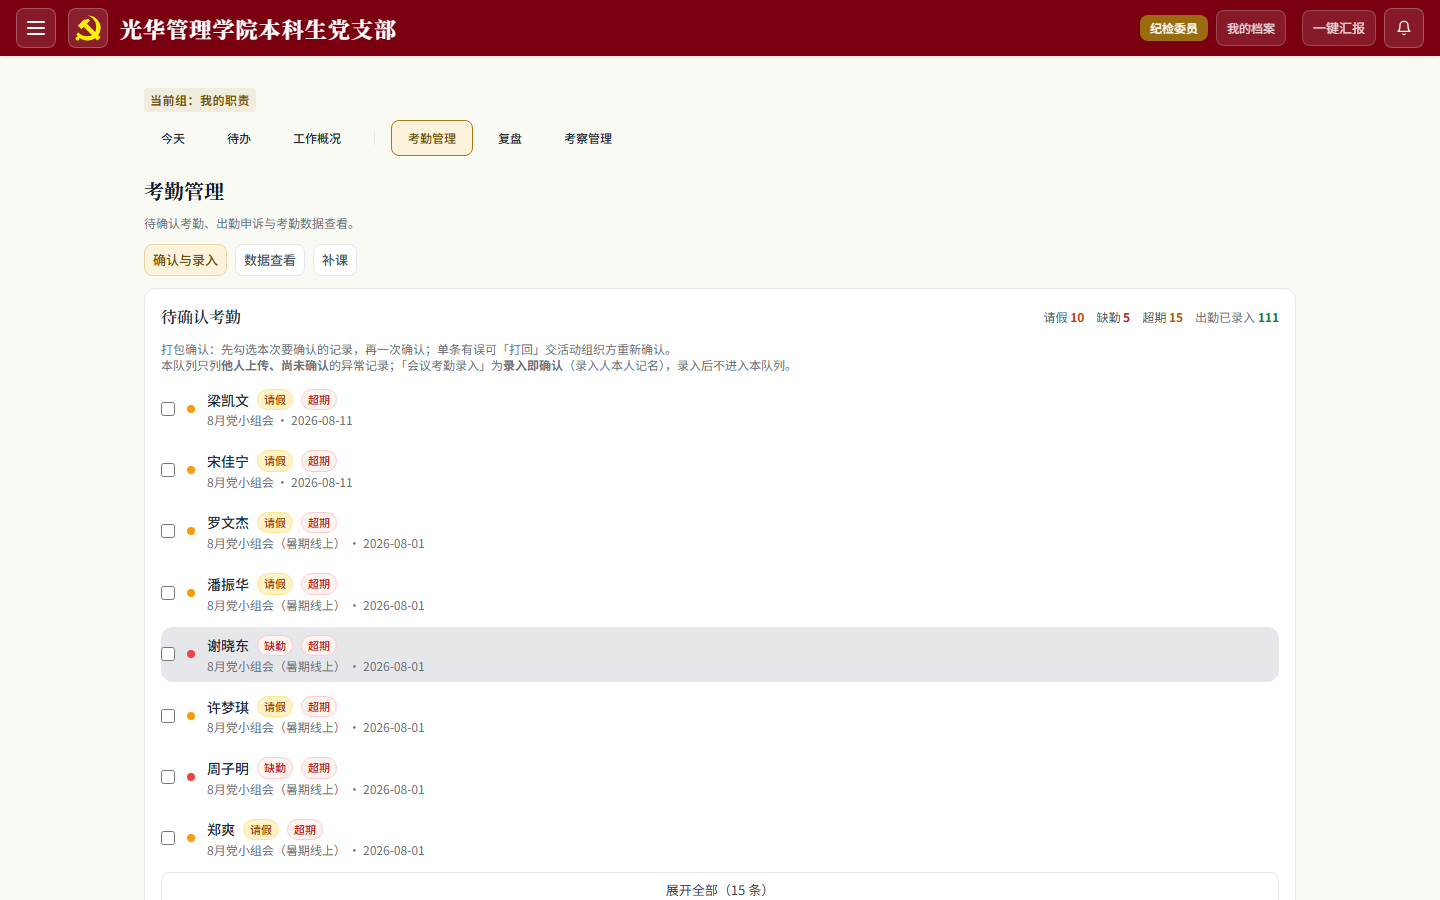 光华管理学院本科生党支部
纪检委员
我的档案
一键汇报
当前组：我的职责
今天
待办
工作概况
考勤管理
复盘
考察管理
考勤管理
待确认考勤、出勤申诉与考勤数据查看。
确认与录入
数据查看
补课
待确认考勤
请假 10 缺勤 5 超期 15 出勤已录入 111
打包确认：先勾选本次要确认的记录，再一次确认；单条有误可「打回」交活动组织方重新确认。
本队列只列他人上传、尚未确认的异常记录；「会议考勤录入」为录入即确认（录入人本人记名），录入后不进入本队列。
梁凯文 请假 超期
8月党小组会 • 2026-08-11
宋佳宁 请假 超期
8月党小组会 • 2026-08-11
罗文杰 请假 超期
8月党小组会（暑期线上） • 2026-08-01
潘振华 请假 超期
8月党小组会（暑期线上） • 2026-08-01
谢晓东 缺勤 超期
8月党小组会（暑期线上） • 2026-08-01
许梦琪 请假 超期
8月党小组会（暑期线上） • 2026-08-01
周子明 缺勤 超期
8月党小组会（暑期线上） • 2026-08-01
郑爽 请假 超期
8月党小组会（暑期线上） • 2026-08-01
展开全部（15 条）